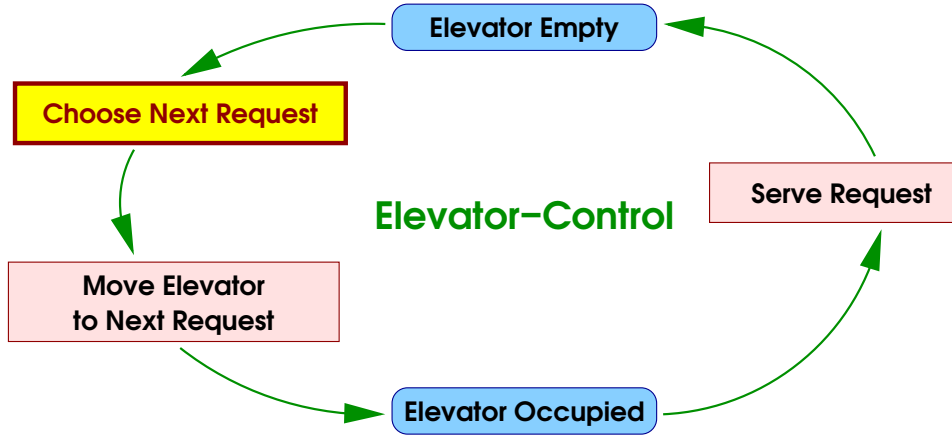 Elevator Empty
Choose Next Request
Serve Request
Elevator–Control
Move Elevator
to Next Request
Elevator Occupied